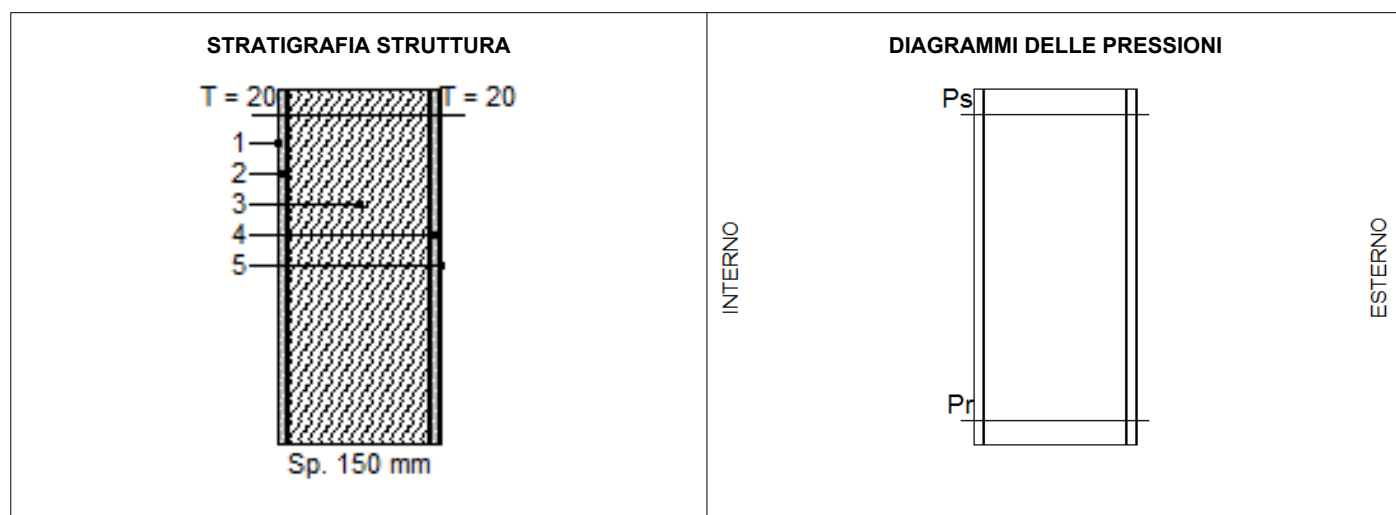 STRATIGRAFIA STRUTTURA
T = 20
T = 20
1
2
3
4
5
Sp. 150 mm
DIAGRAMMI DELLE PRESSIONI
Ps
Pr
INTERNO
ESTERNO